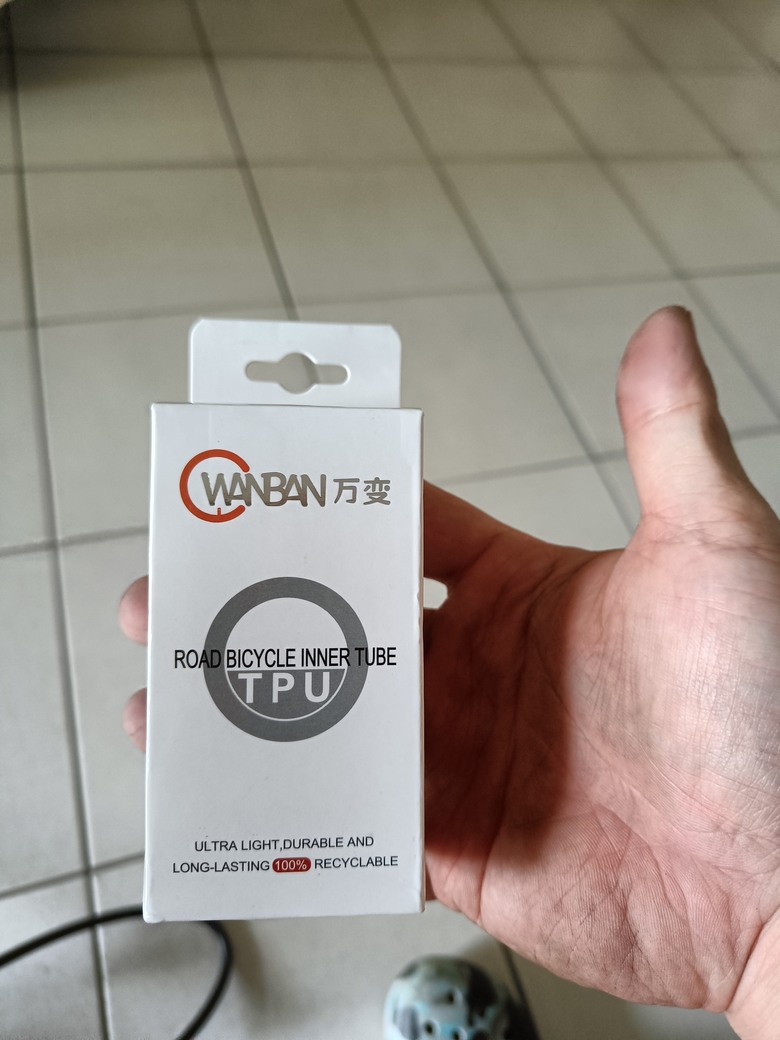 WANBAN 万变
ROAD BICYCLE INNER TUBE
TPU
ULTRA LIGHT,DURABLE AND
LONG-LASTING 100% RECYCLABLE